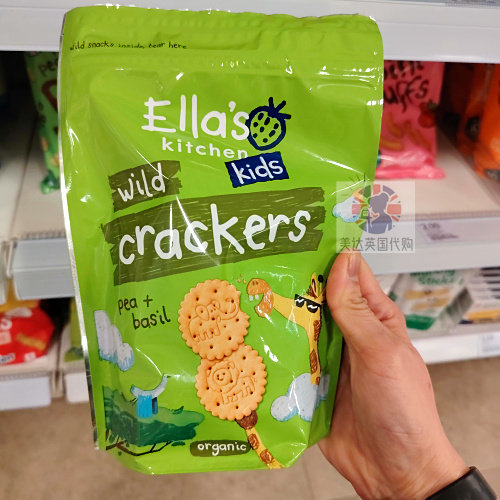 wild snacks inside, tear here
Ella's
kitchen
kids
wild
crackers
pea +
basil
organic
美达英国代购